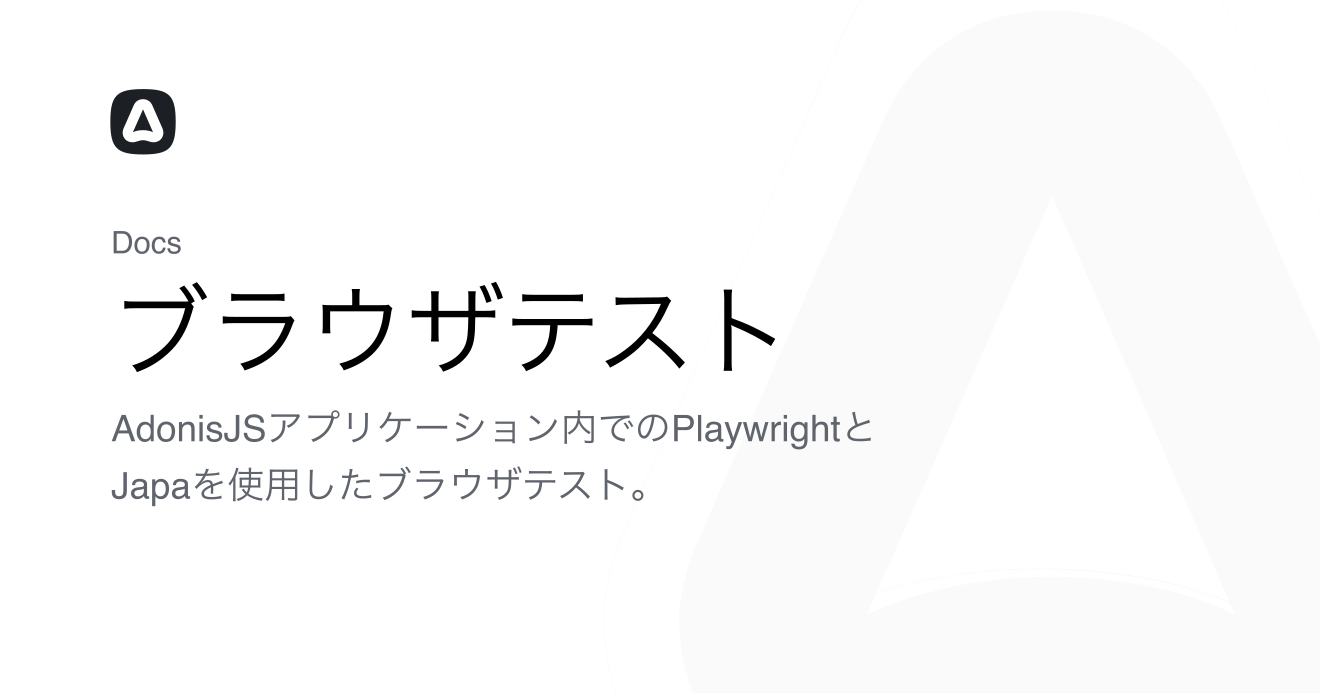 Docs
ブラウザテスト
AdonisJSアプリケーション内でのPlaywrightと
Japaを使用したブラウザテスト。